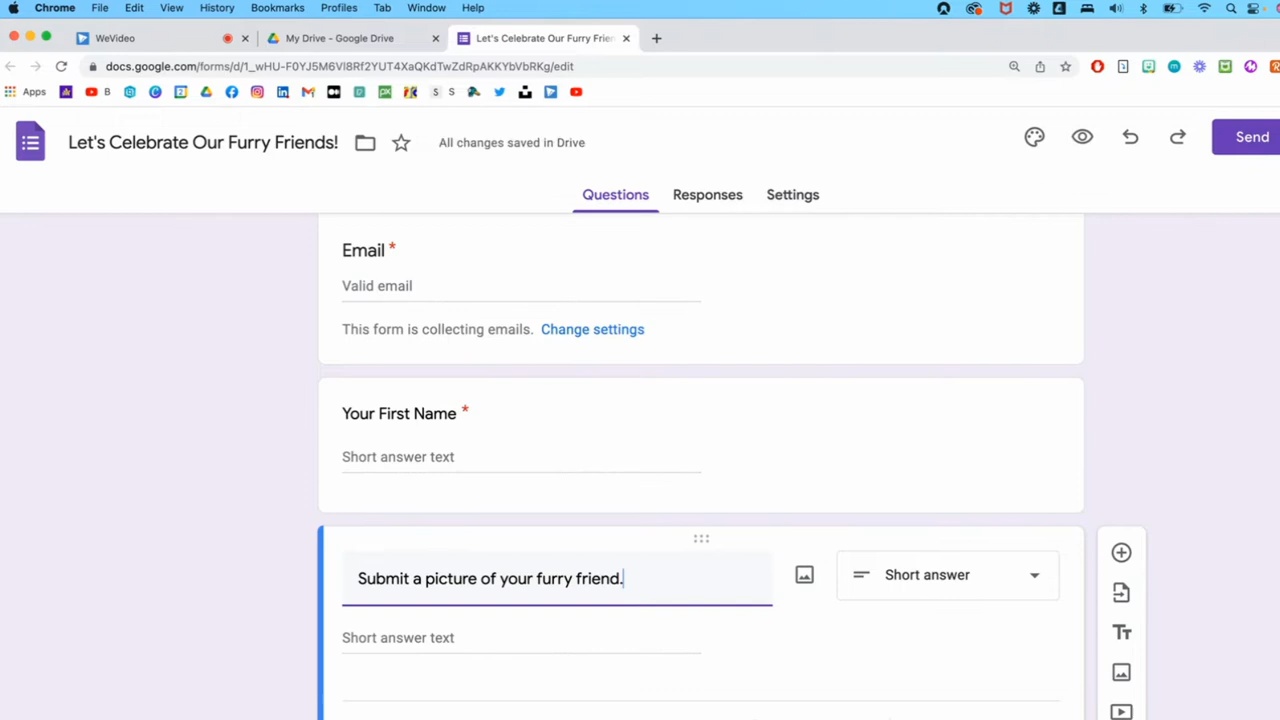 Chrome File Edit View History Bookmarks Profiles Tab Window Help
WeVideo My Drive - Google Drive Let's Celebrate Our Furry Frien
docs.google.com/forms/d/1_wHU-F0YJ5M6Vl8Rf2YUT4XaQKdTwZdRpAKKYbVbRKg/edit
Apps B S
Let's Celebrate Our Furry Friends! All changes saved in Drive Send
Questions Responses Settings
Email *
Valid email
This form is collecting emails. Change settings
Your First Name *
Short answer text
Submit a picture of your furry friend. Short answer
Tт
Short answer text